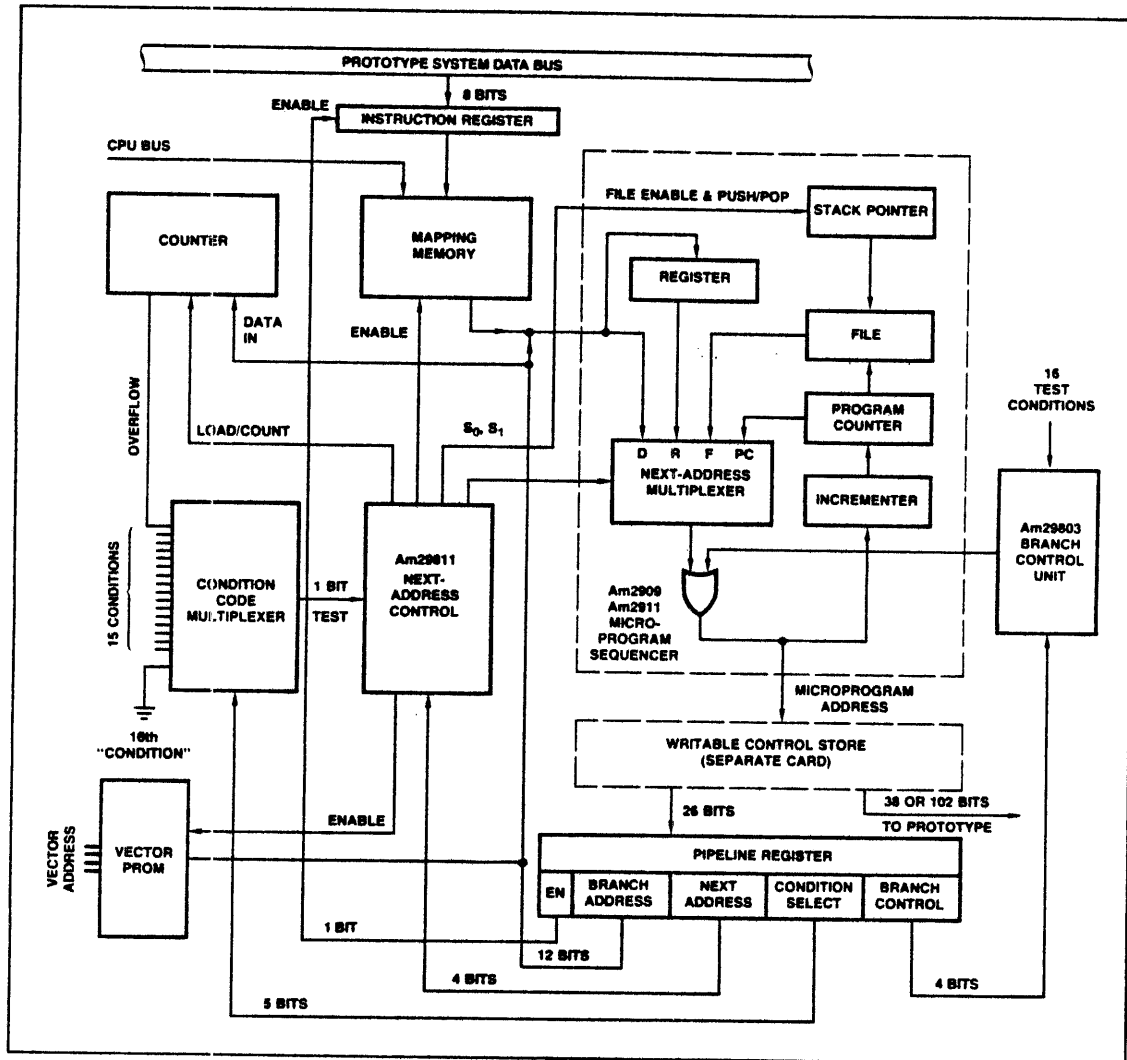 PROTOTYPE SYSTEM DATA BUS
8 BITS
ENABLE
INSTRUCTION REGISTER
CPU BUS
FILE ENABLE & PUSH/POP
STACK POINTER
COUNTER
MAPPING
MEMORY
REGISTER
DATA
IN
ENABLE
FILE
16
TEST
CONDITIONS
OVERFLOW
PROGRAM
COUNTER
LOAD/COUNT
S0, S1
D R F PC
NEXT-ADDRESS
MULTIPLEXER
INCREMENTER
Am29803
BRANCH
CONTROL
UNIT
15 CONDITIONS
CONDITION
CODE
MULTIPLEXER
1 BIT
TEST
Am29811
NEXT-
ADDRESS
CONTROL
Am2909
Am2911
MICRO-
PROGRAM
SEQUENCER
MICROPROGRAM
ADDRESS
16th
"CONDITION"
WRITABLE CONTROL STORE
(SEPARATE CARD)
26 BITS
38 OR 102 BITS
TO PROTOTYPE
ENABLE
VECTOR
ADDRESS
VECTOR
PROM
PIPELINE REGISTER
EN
BRANCH
ADDRESS
NEXT
ADDRESS
CONDITION
SELECT
BRANCH
CONTROL
1 BIT
12 BITS
4 BITS
4 BITS
5 BITS